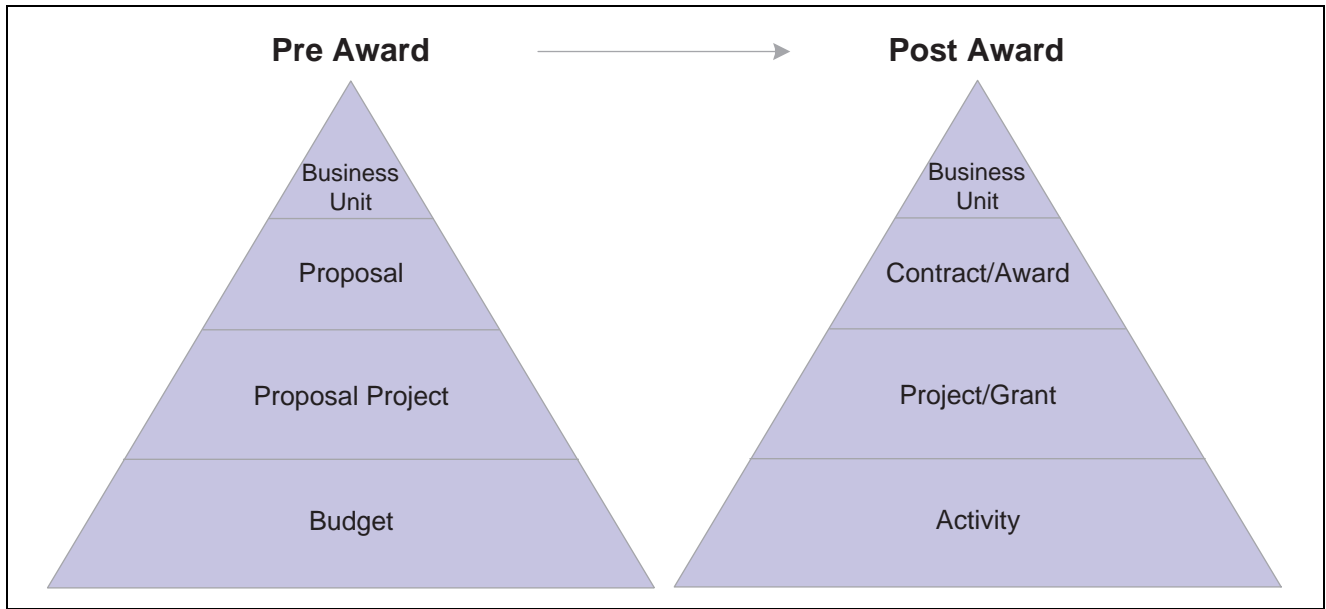 Pre Award
Post Award
Business
Unit
Proposal
Proposal Project
Budget
Business
Unit
Contract/Award
Project/Grant
Activity